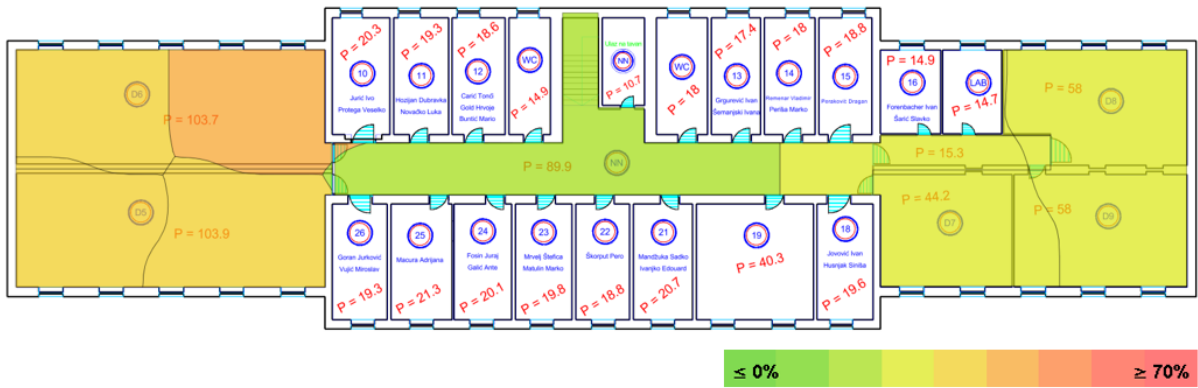 P = 20.3
10
Jurić Ivo
Protega Veselko
P = 19.3
11
Hozjan Dubravka
Novačko Luka
P = 18.6
12
Carić Tonči
Gold Hrvoje
Buntić Mario
WC
P = 14.9
Ulaz na tavan
NN
P = 10.7
WC
P = 18
P = 17.4
13
Grgurević Ivan
Šemanjski Ivana
P = 18
14
Periša Marko
P = 18.8
15
Peraković Dragan
P = 14.9
16
Forenbacher Ivan
Šarić Slavko
LAB
P = 14.7
D6
P = 103.7
P = 58
D8
P = 89.9
NN
P = 15.3
D5
P = 103.9
P = 44.2
D7
P = 58
D9
26
Goran Jurković
Vujić Miroslav
P = 19.3
25
Macura Adrijana
P = 21.3
24
Fosin Juraj
Galić Ante
P = 20.1
23
Mrvelj Štefica
Matulin Marko
P = 19.8
22
Škorput Pero
P = 18.8
21
Mandžuka Sadko
Ivanjko Edouard
P = 20.7
19
P = 40.3
18
Jovović Ivan
Husnjak Siniša
P = 19.6
≤ 0%
≥ 70%